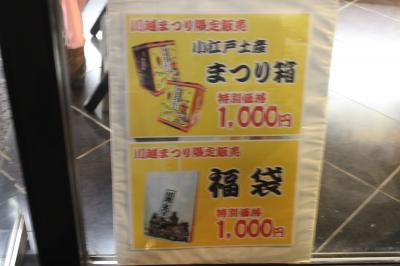 川越まつり限定販売
小江戸土産
まつり箱
特別価格
1,000円
川越まつり限定販売
福袋
特別価格
1,000円